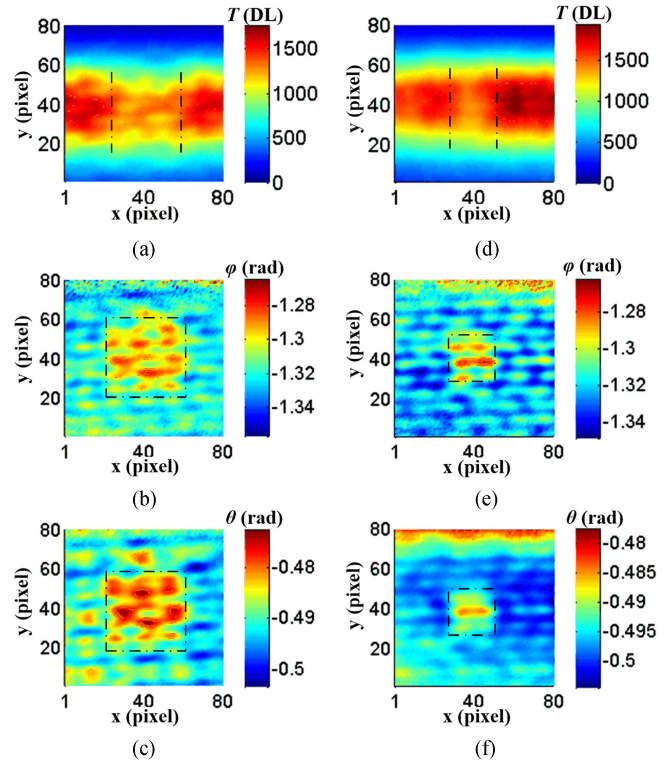 T (DL)
80
60
40
20
y (pixel)
1 40 80
x (pixel)
1500
1000
500
0
(a)
T (DL)
80
60
40
20
y (pixel)
1 40 80
x (pixel)
1500
1000
500
0
(d)
φ (rad)
80
60
40
20
y (pixel)
1 40 80
x (pixel)
-1.28
-1.3
-1.32
-1.34
(b)
φ (rad)
80
60
40
20
y (pixel)
1 40 80
x (pixel)
-1.28
-1.3
-1.32
-1.34
(e)
θ (rad)
80
60
40
20
y (pixel)
1 40 80
x (pixel)
-0.48
-0.49
-0.5
(c)
θ (rad)
80
60
40
20
y (pixel)
1 40 80
x (pixel)
-0.48
-0.485
-0.49
-0.495
-0.5
(f)